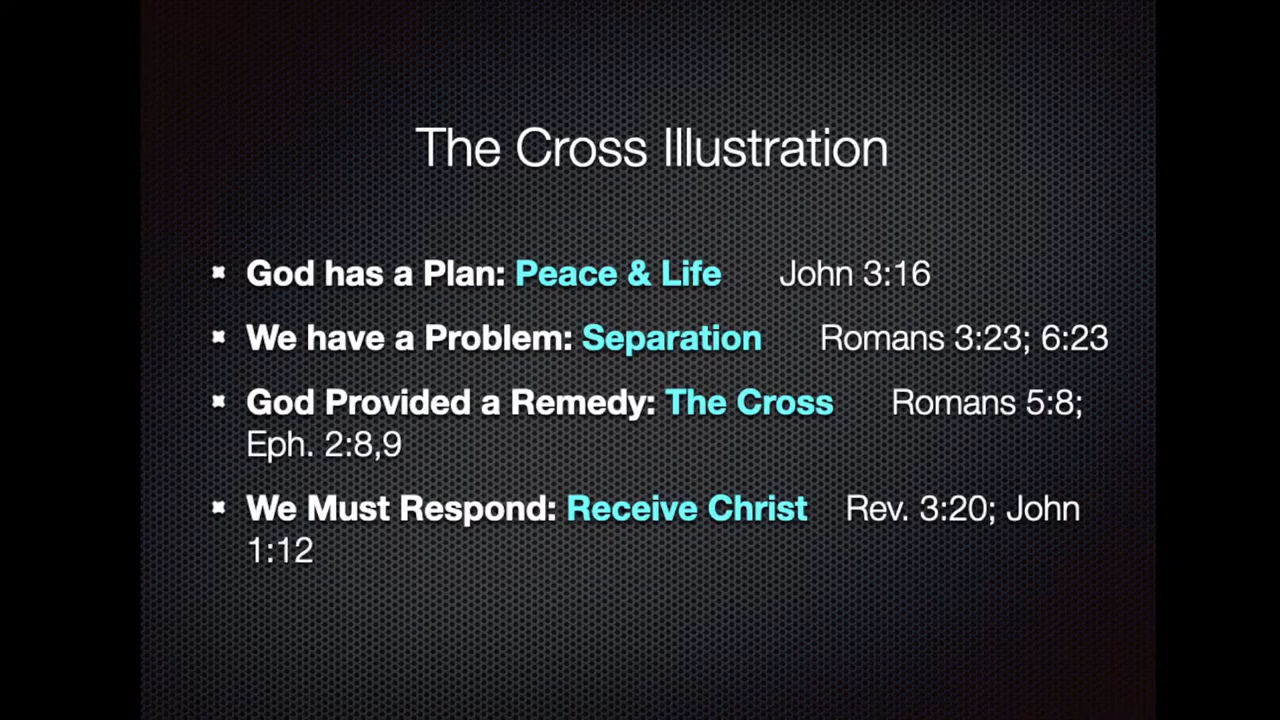 The Cross Illustration
God has a Plan: Peace & Life John 3:16
We have a Problem: Separation Romans 3:23; 6:23
God Provided a Remedy: The Cross Romans 5:8;
Eph. 2:8,9
We Must Respond: Receive Christ Rev. 3:20; John
1:12